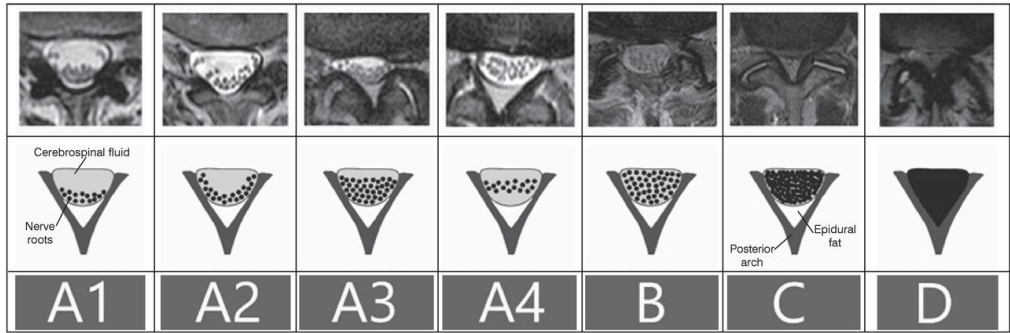 Cerebrospinal fluid
Nerve
roots
Epidural
fat
Posterior
arch
A1
A2
A3
A4
B
C
D